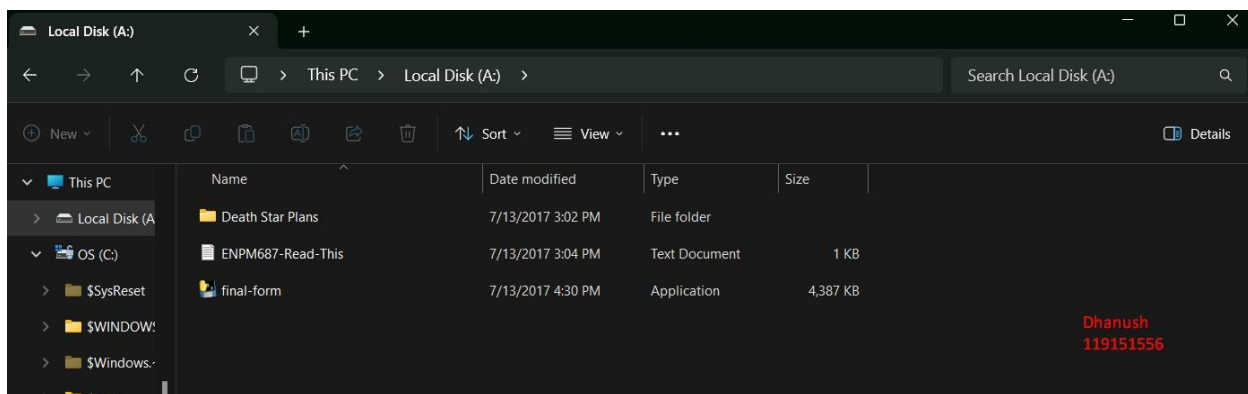 Local Disk (A:)
This PC > Local Disk (A:) >
Search Local Disk (A:)
New
Sort
View
Details
This PC
Name Date modified Type Size
Local Disk (A
Death Star Plans 7/13/2017 3:02 PM File folder
OS (C:)
ENPM687-Read-This 7/13/2017 3:04 PM Text Document 1 KB
$SysReset
final-form 7/13/2017 4:30 PM Application 4,387 KB
$WINDOWS
$Windows.~
Dhanush
119151556